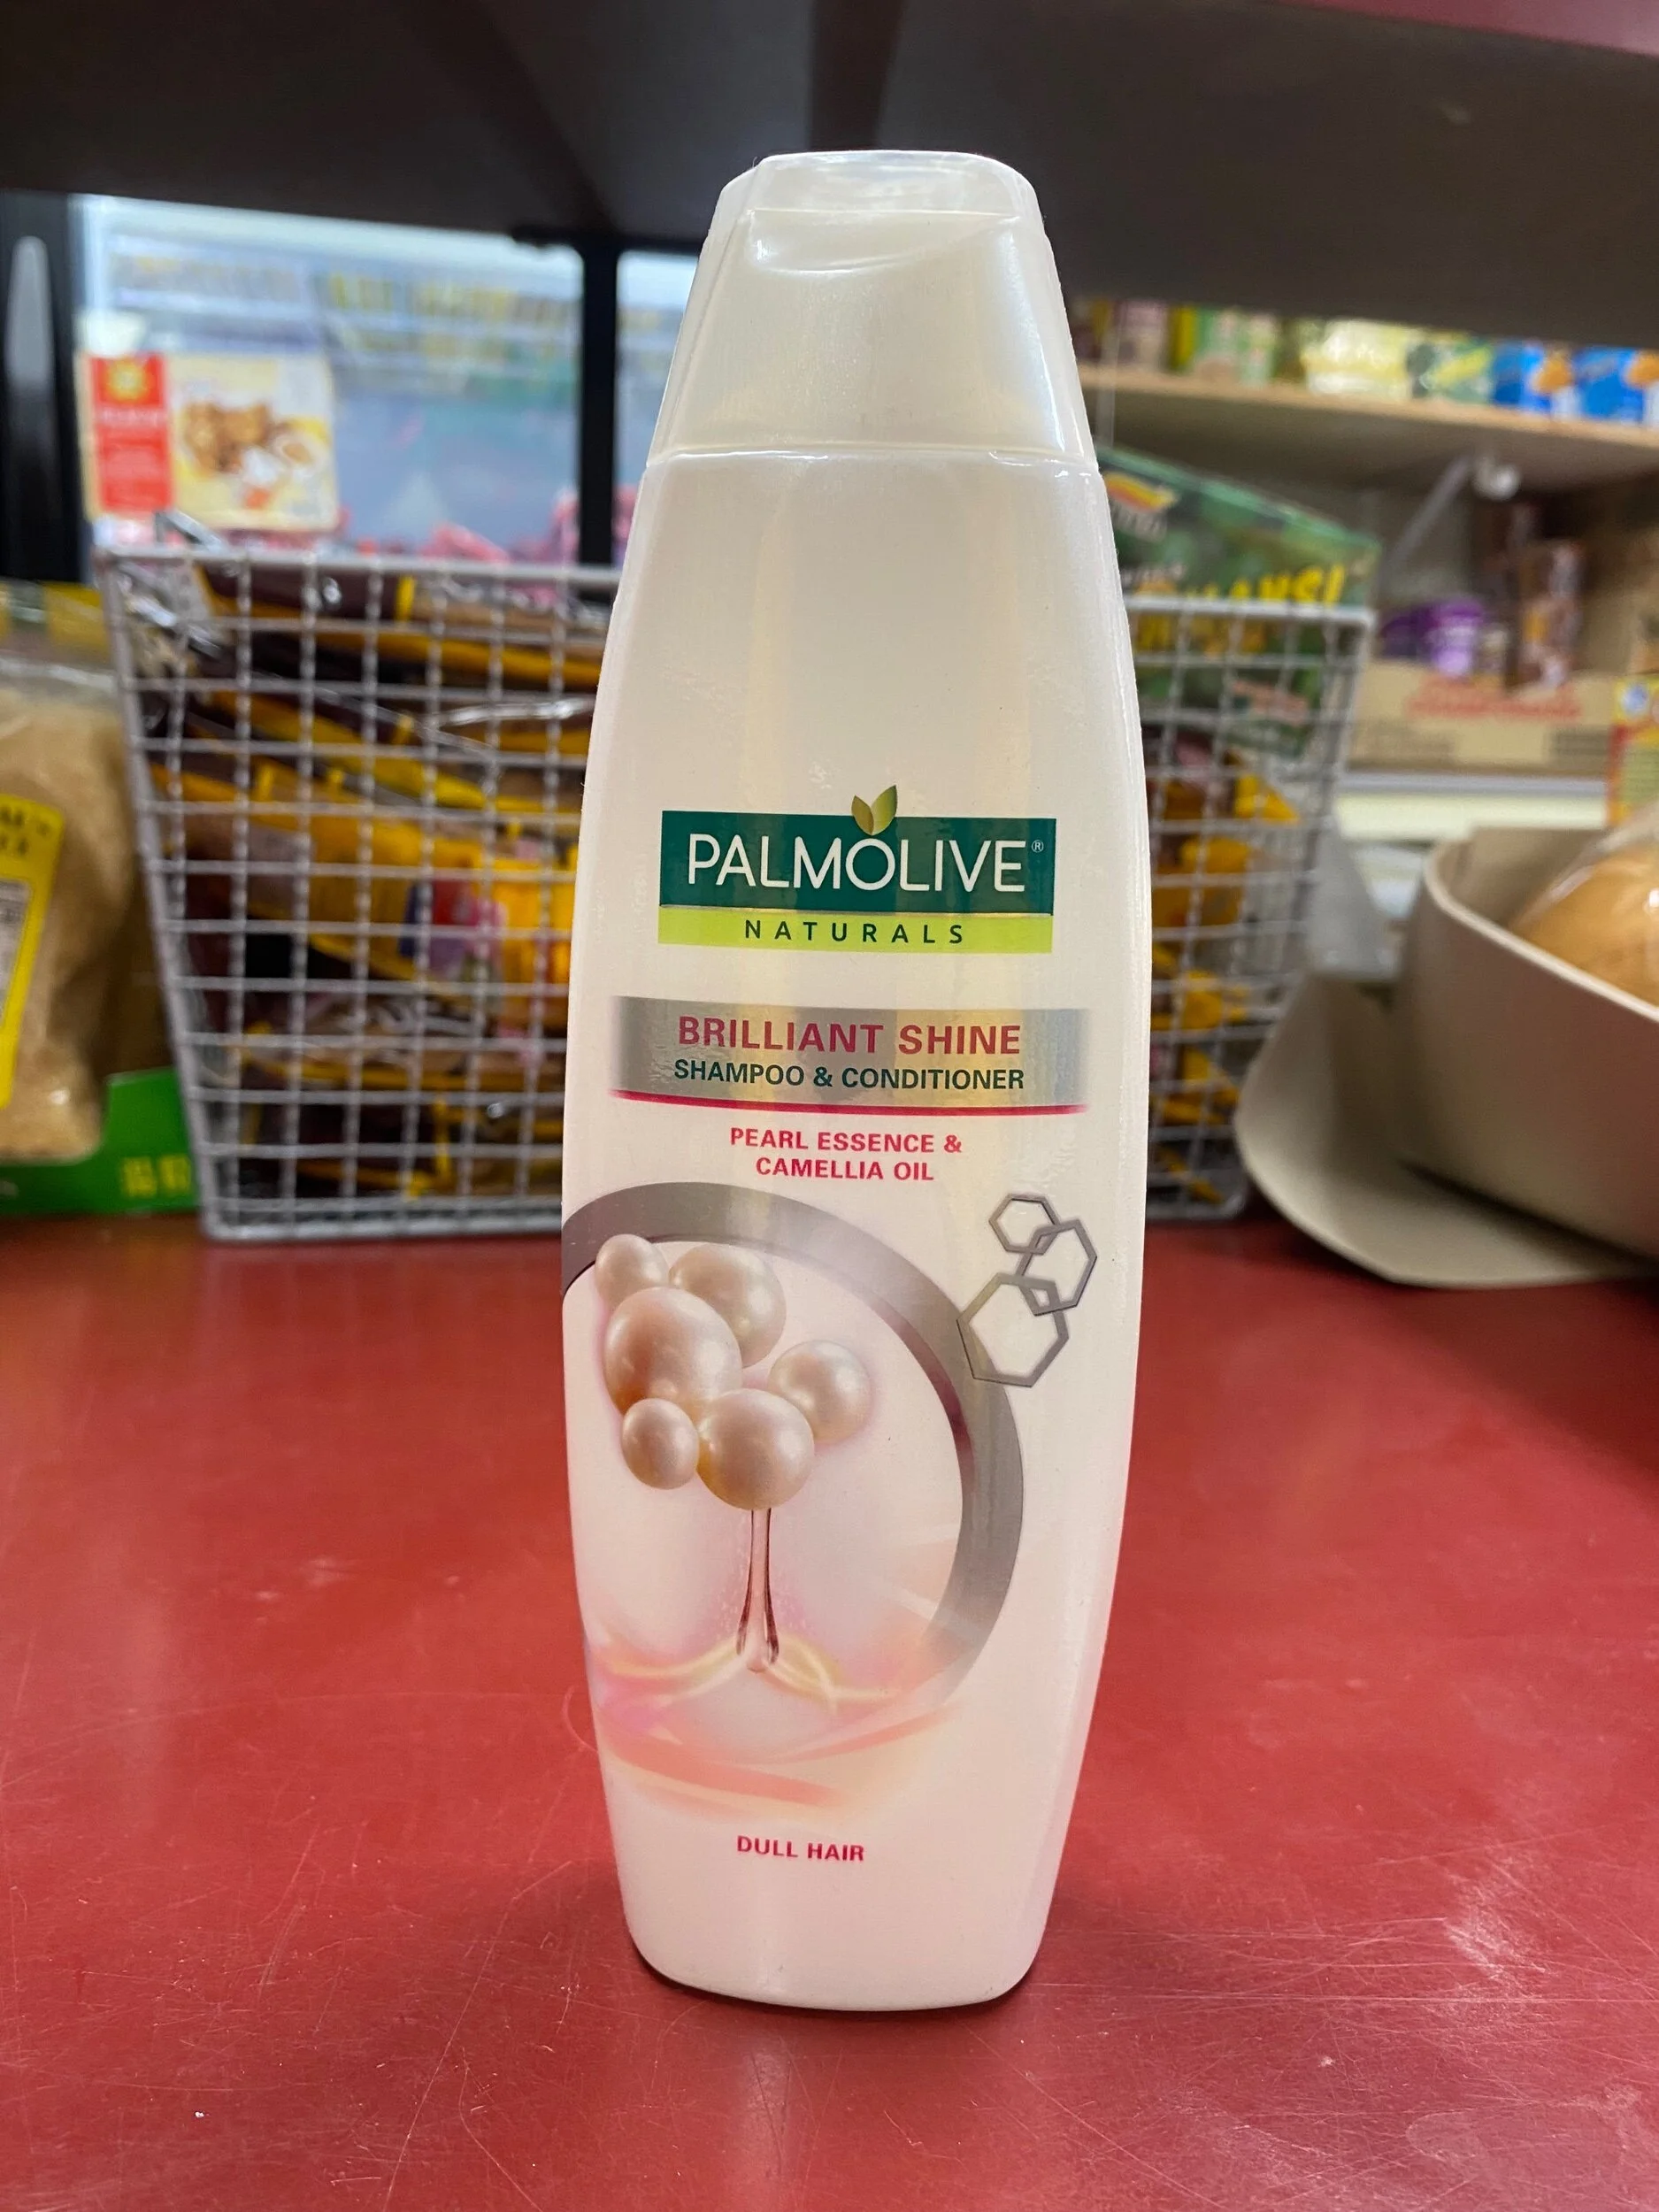 PALMOLIVE®
NATURALS
BRILLIANT SHINE
SHAMPOO & CONDITIONER
PEARL ESSENCE &
CAMELLIA OIL
DULL HAIR